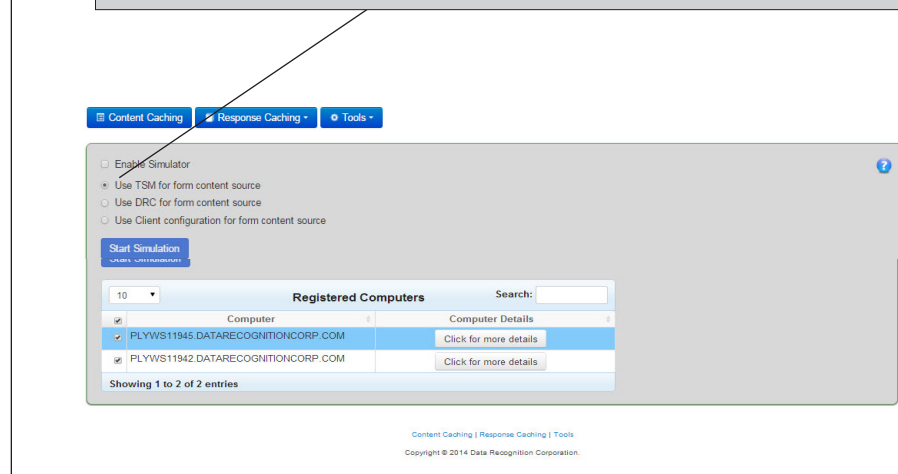 Content Caching Response Caching Tools
Enable Simulator
Use TSM for form content source
Use DRC for form content source
Use Client configuration for form content source
Start Simulation
Start Simulation
10 Registered Computers Search:
Computer Computer Details
PLYWS11945.DATARECOGNITIONCORP.COM Click for more details
PLYWS11942.DATARECOGNITIONCORP.COM Click for more details
Showing 1 to 2 of 2 entries
Content Caching | Response Caching | Tools
Copyright © 2014 Data Recognition Corporation.